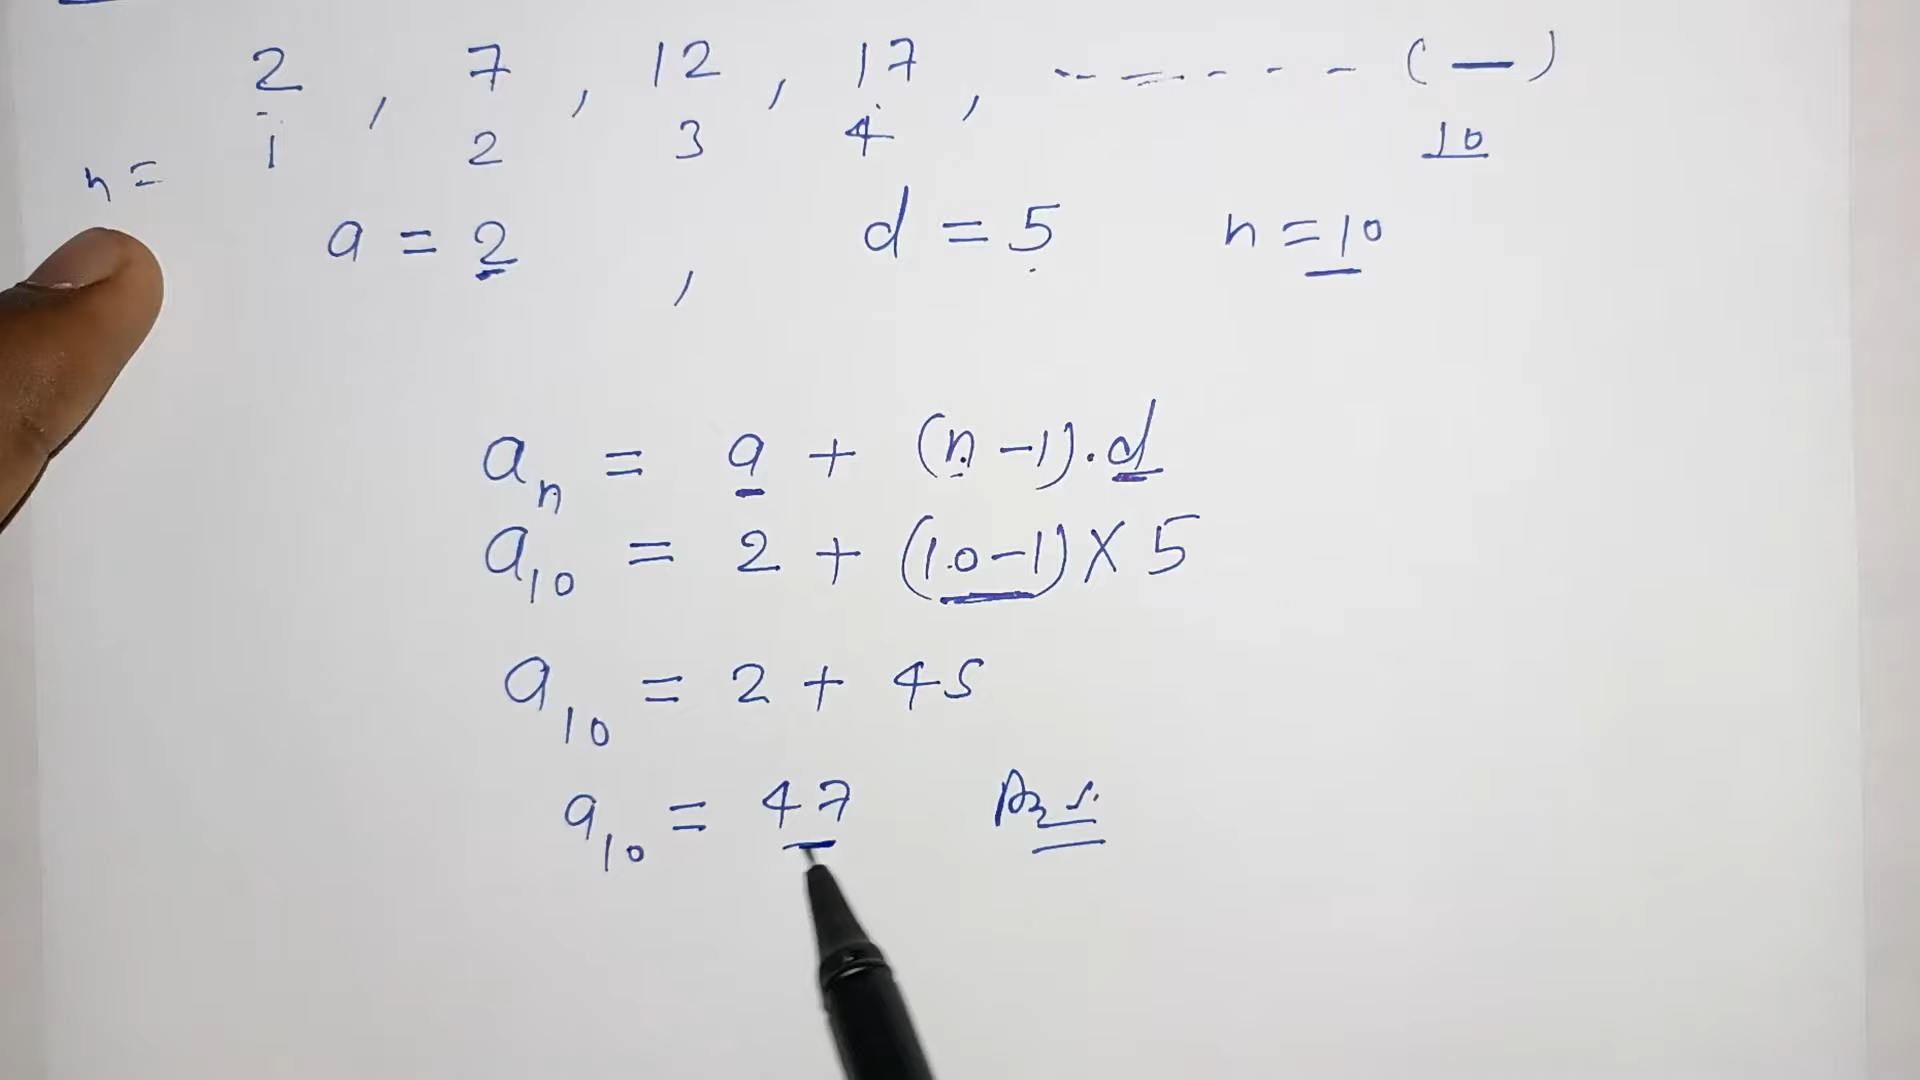 2 , 7 , 12 , 17 , - - = - - - - ( — )
n = 1 2 3 4 10
a = 2 , d = 5 n = 10
aₙ = a + (n - 1) . d
a₁₀ = 2 + (10 - 1) × 5
a₁₀ = 2 + 45
a₁₀ = 47 Ans.